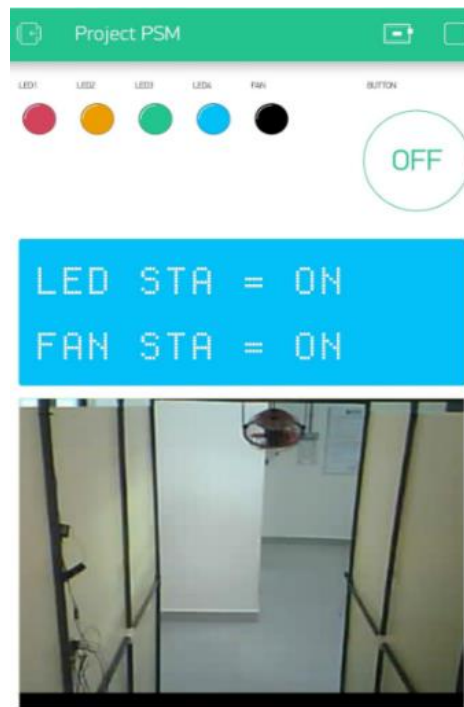 Project PSM
LED1 LED2 LED3 LED4 FAN BUTTON
OFF
LED STA = ON
FAN STA = ON